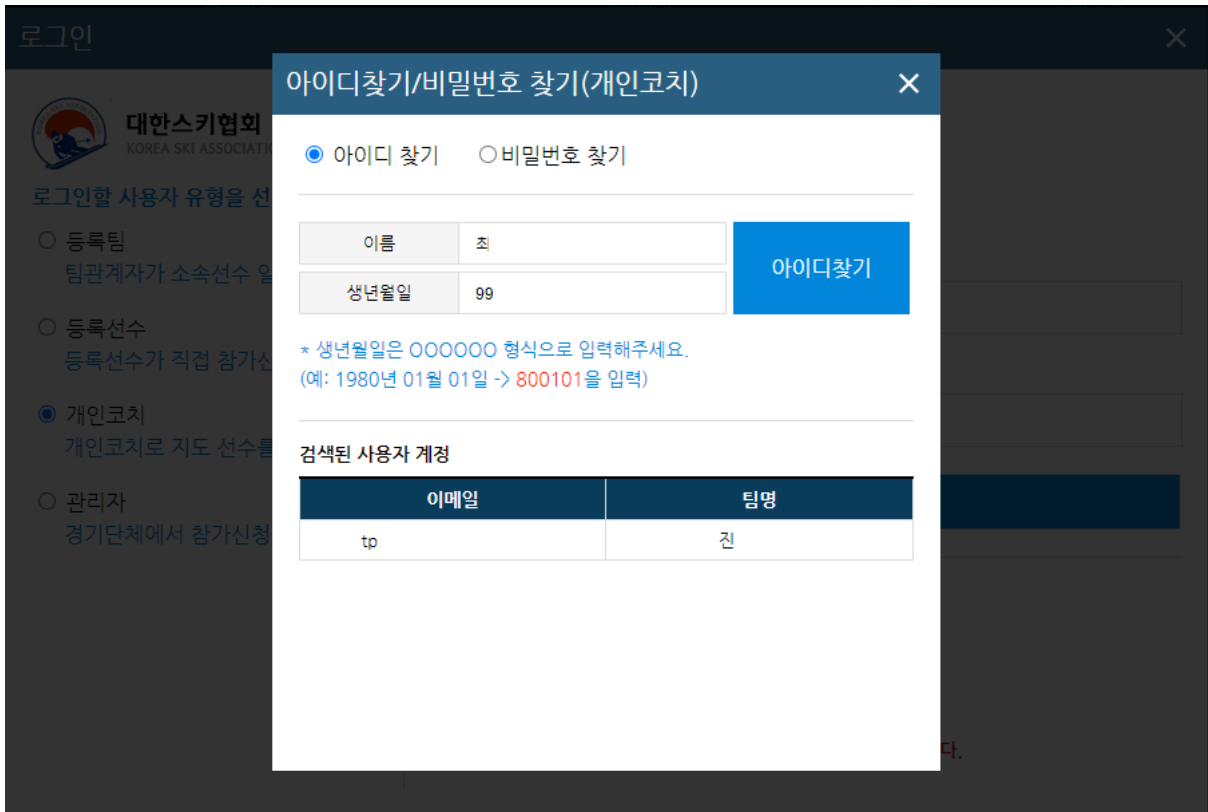 로그인
대한스키협회
KOREA SKI ASSOCIATI
로그인할 사용자 유형을 선
등록팀
팀관계자가 소속선수 일
등록선수
등록선수가 직접 참가신
개인코치
개인코치로 지도 선수를
관리자
경기단체에서 참가신청
아이디찾기/비밀번호 찾기(개인코치)
아이디 찾기 비밀번호 찾기
이름 최
생년월일 99
아이디찾기
* 생년월일은 OOOOOO 형식으로 입력해주세요.
(예: 1980년 01월 01일 -> 800101을 입력)
검색된 사용자 계정
이메일 팀명
tp 진
다.